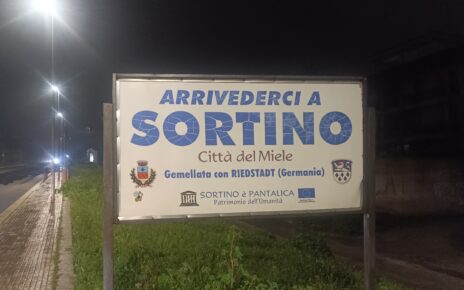 ARRIVEDERCI A
SORTINO
Città del Miele
Gemellata con RIEDSTADT (Germania)
SORTINO è PANTALICA
Patrimonio dell'Umanità